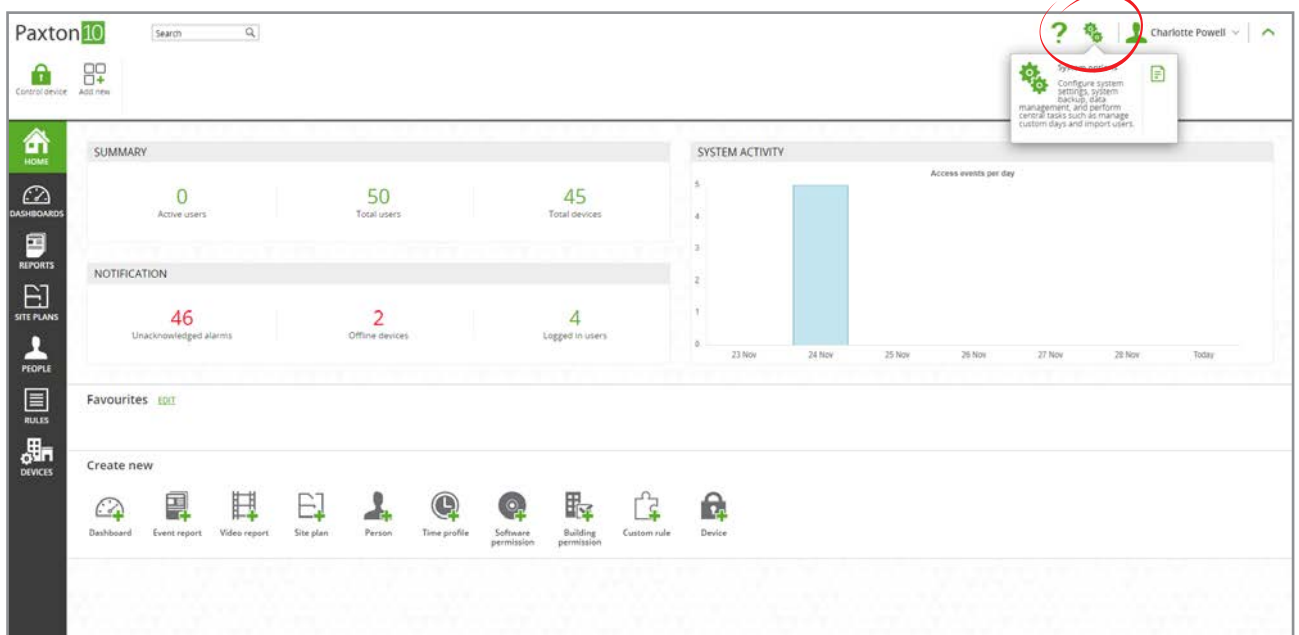 Paxton10
Search
?
Charlotte Powell
Control device
Add new
System options
Configure system
settings, system
backup, data
management, and perform
central tasks such as manage
custom days and import users.
HOME
DASHBOARDS
REPORTS
SITE PLANS
PEOPLE
RULES
DEVICES
SUMMARY
0
Active users
50
Total users
45
Total devices
NOTIFICATION
46
Unacknowledged alarms
2
Offline devices
4
Logged in users
SYSTEM ACTIVITY
Access events per day
5
4
3
2
1
0
23 Nov
24 Nov
25 Nov
26 Nov
27 Nov
28 Nov
Today
Favourites EDIT
Create new
Dashboard
Event report
Video report
Site plan
Person
Time profile
Software
permission
Building
permission
Custom rule
Device